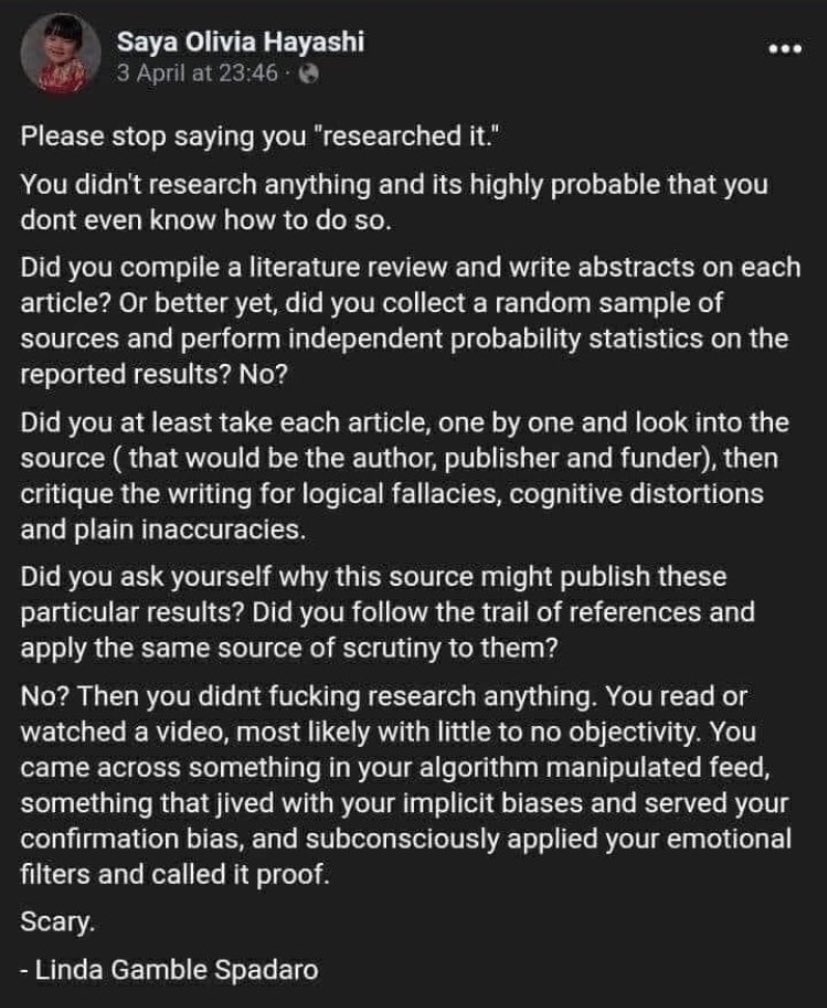 Saya Olivia Hayashi
3 April at 23:46 ·
Please stop saying you "researched it."
You didn't research anything and its highly probable that you
dont even know how to do so.
Did you compile a literature review and write abstracts on each
article? Or better yet, did you collect a random sample of
sources and perform independent probability statistics on the
reported results? No?
Did you at least take each article, one by one and look into the
source ( that would be the author, publisher and funder), then
critique the writing for logical fallacies, cognitive distortions
and plain inaccuracies.
Did you ask yourself why this source might publish these
particular results? Did you follow the trail of references and
apply the same source of scrutiny to them?
No? Then you didnt fucking research anything. You read or
watched a video, most likely with little to no objectivity. You
came across something in your algorithm manipulated feed,
something that jived with your implicit biases and served your
confirmation bias, and subconsciously applied your emotional
filters and called it proof.
Scary.
- Linda Gamble Spadaro